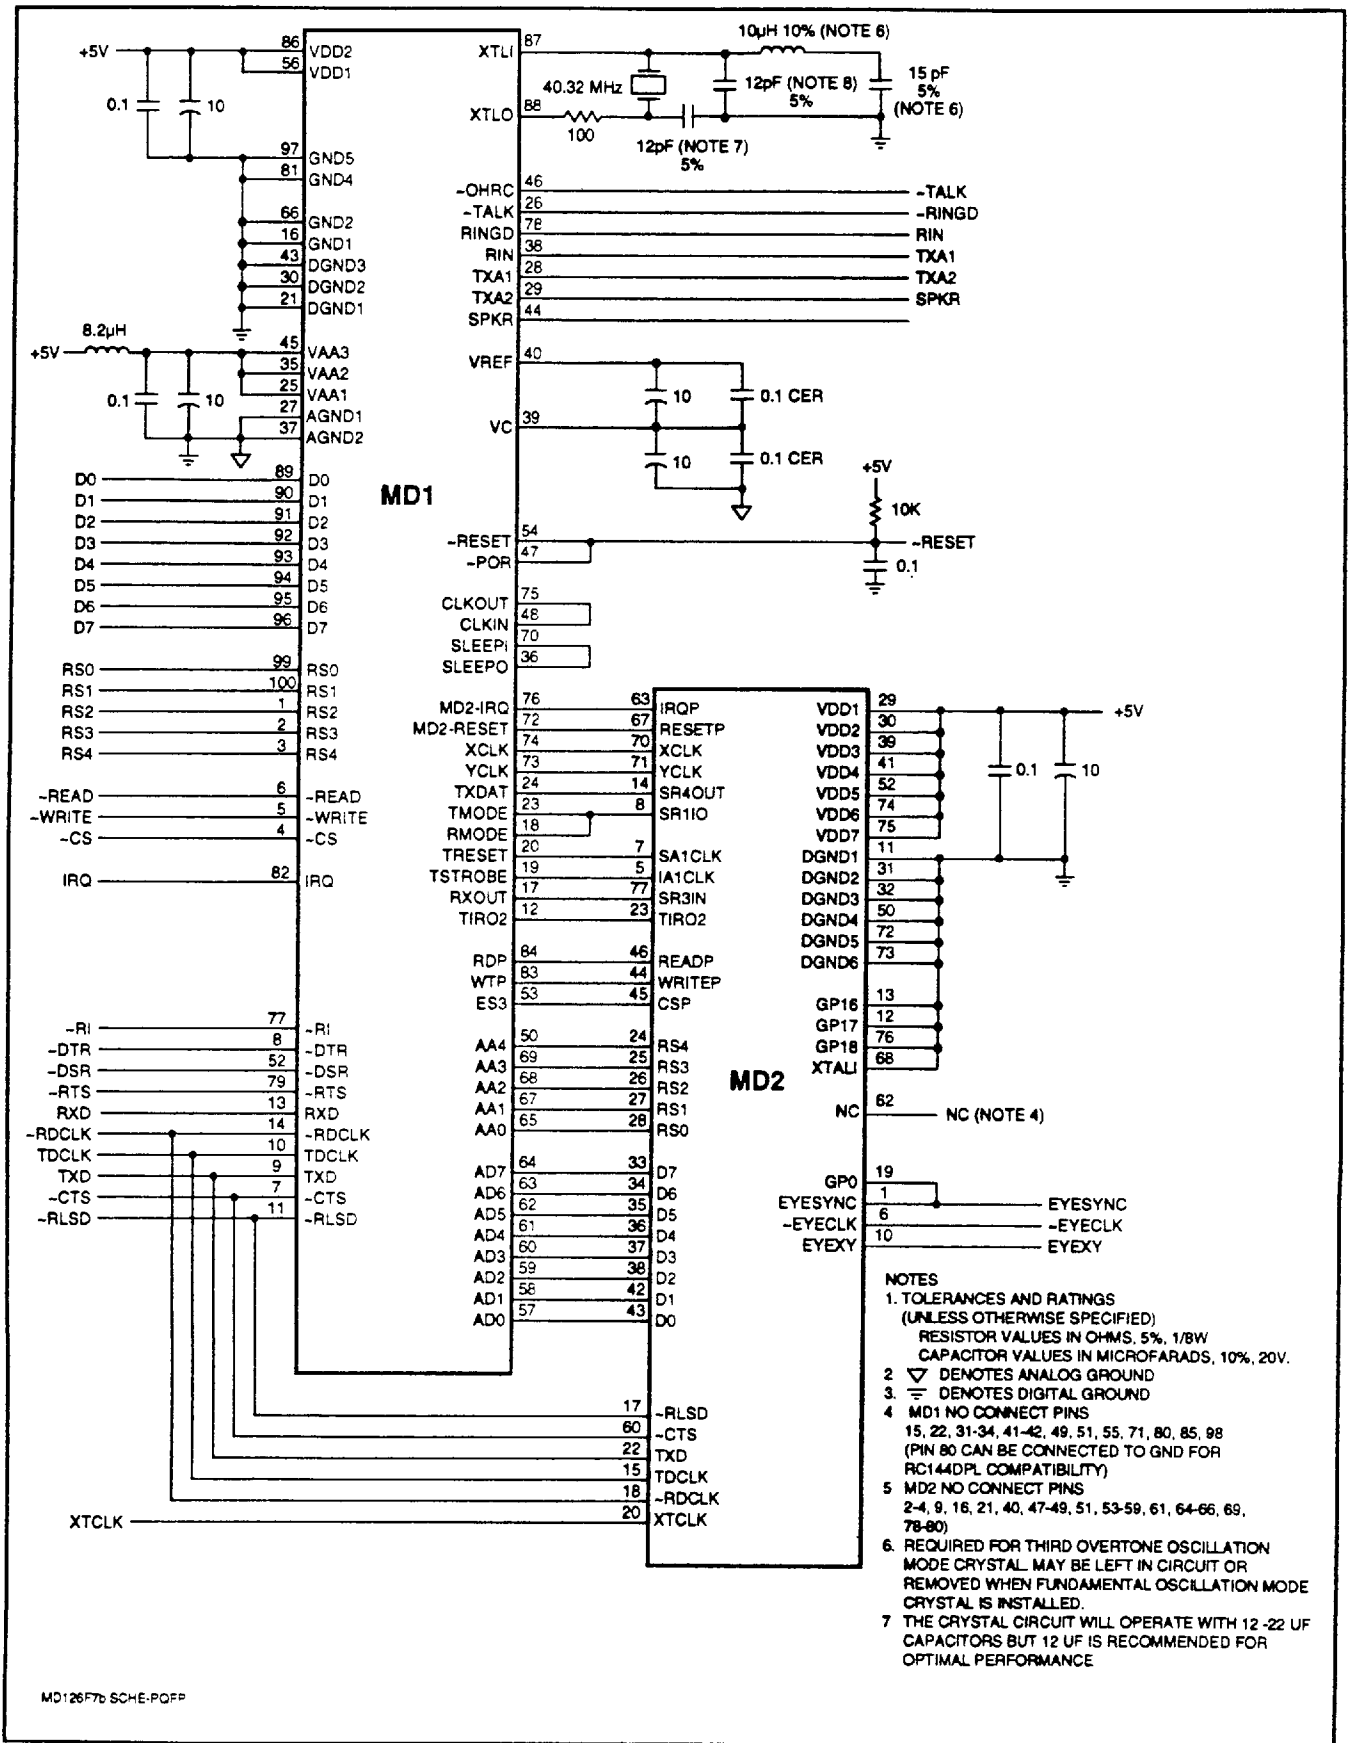 +5V
0.1
10
86 VDD2
56 VDD1
97 GND5
81 GND4
66 GND2
16 GND1
43 DGND3
30 DGND2
21 DGND1
+5V
8.2µH
0.1
10
45 VAA3
35 VAA2
25 VAA1
27 AGND1
37 AGND2
D0 89 D0
D1 90 D1
D2 91 D2
D3 92 D3
D4 93 D4
D5 94 D5
D6 95 D6
D7 96 D7
RS0 99 RS0
RS1 100 RS1
RS2 1 RS2
RS3 2 RS3
RS4 3 RS4
~READ 6 ~READ
~WRITE 5 ~WRITE
~CS 4 ~CS
IRQ 82 IRQ
~RI 77 ~RI
~DTR 8 ~DTR
~DSR 52 ~DSR
~RTS 79 ~RTS
RXD 13 RXD
~RDCLK 14 ~RDCLK
TDCLK 10 TDCLK
TXD 9 TXD
~CTS 7 ~CTS
~RLSD 11 ~RLSD
XTCLK
MD1
XTLI 87
10µH 10% (NOTE 6)
40.32 MHz
12pF (NOTE 8)
5%
15 pF
5%
(NOTE 6)
XTLO 88
100
12pF (NOTE 7)
5%
~OHRC 46 ~TALK
~TALK 26 ~RINGD
RINGD 78 RIN
RIN 38 TXA1
TXA1 28 TXA2
TXA2 29 SPKR
SPKR 44
VREF 40
10
0.1 CER
VC 39
10
0.1 CER
+5V
10K
~RESET 54 ~RESET
~POR 47
0.1
CLKOUT 75
CLKIN 48
SLEEPI 70
SLEEPO 36
MD2-IRQ 76 63 IRQP
MD2-RESET 72 67 RESETP
XCLK 74 70 XCLK
YCLK 73 71 YCLK
TXDAT 24 14 SR4OUT
TMODE 23 8 SR1IO
RMODE 18
TRESET 20 7 SA1CLK
TSTROBE 19 5 IA1CLK
RXOUT 17 77 SR3IN
TIRO2 12 23 TIRO2
RDP 84 46 READP
WTP 83 44 WRITEP
ES3 53 45 CSP
AA4 50 24 RS4
AA3 69 25 RS3
AA2 68 26 RS2
AA1 67 27 RS1
AA0 65 28 RS0
AD7 64 33 D7
AD6 63 34 D6
AD5 62 35 D5
AD4 61 36 D4
AD3 60 37 D3
AD2 59 38 D2
AD1 58 42 D1
AD0 57 43 D0
17 ~RLSD
60 ~CTS
22 TXD
15 TDCLK
18 ~RDCLK
20 XTCLK
MD2
VDD1 29
VDD2 30
VDD3 39
VDD4 41
VDD5 52
VDD6 74
VDD7 75
+5V
0.1
10
DGND1 11
DGND2 31
DGND3 32
DGND4 50
DGND5 72
DGND6 73
GP16 13
GP17 12
GP18 76
XTALI 68
NC 62 NC (NOTE 4)
GP0 19
EYESYNC 1 EYESYNC
~EYECLK 6 ~EYECLK
EYEXY 10 EYEXY
NOTES
1. TOLERANCES AND RATINGS
(UNLESS OTHERWISE SPECIFIED)
RESISTOR VALUES IN OHMS, 5%, 1/8W
CAPACITOR VALUES IN MICROFARADS, 10%, 20V.
2 DENOTES ANALOG GROUND
3. DENOTES DIGITAL GROUND
4 MD1 NO CONNECT PINS
15, 22, 31-34, 41-42, 49, 51, 55, 71, 80, 85, 98
(PIN 80 CAN BE CONNECTED TO GND FOR
RC144DPL COMPATIBILITY)
5 MD2 NO CONNECT PINS
2-4, 9, 16, 21, 40, 47-49, 51, 53-59, 61, 64-66, 69,
78-80)
6. REQUIRED FOR THIRD OVERTONE OSCILLATION
MODE CRYSTAL. MAY BE LEFT IN CIRCUIT OR
REMOVED WHEN FUNDAMENTAL OSCILLATION MODE
CRYSTAL IS INSTALLED.
7 THE CRYSTAL CIRCUIT WILL OPERATE WITH 12 -22 UF
CAPACITORS BUT 12 UF IS RECOMMENDED FOR
OPTIMAL PERFORMANCE
MD126F7b SCHE-PQFP